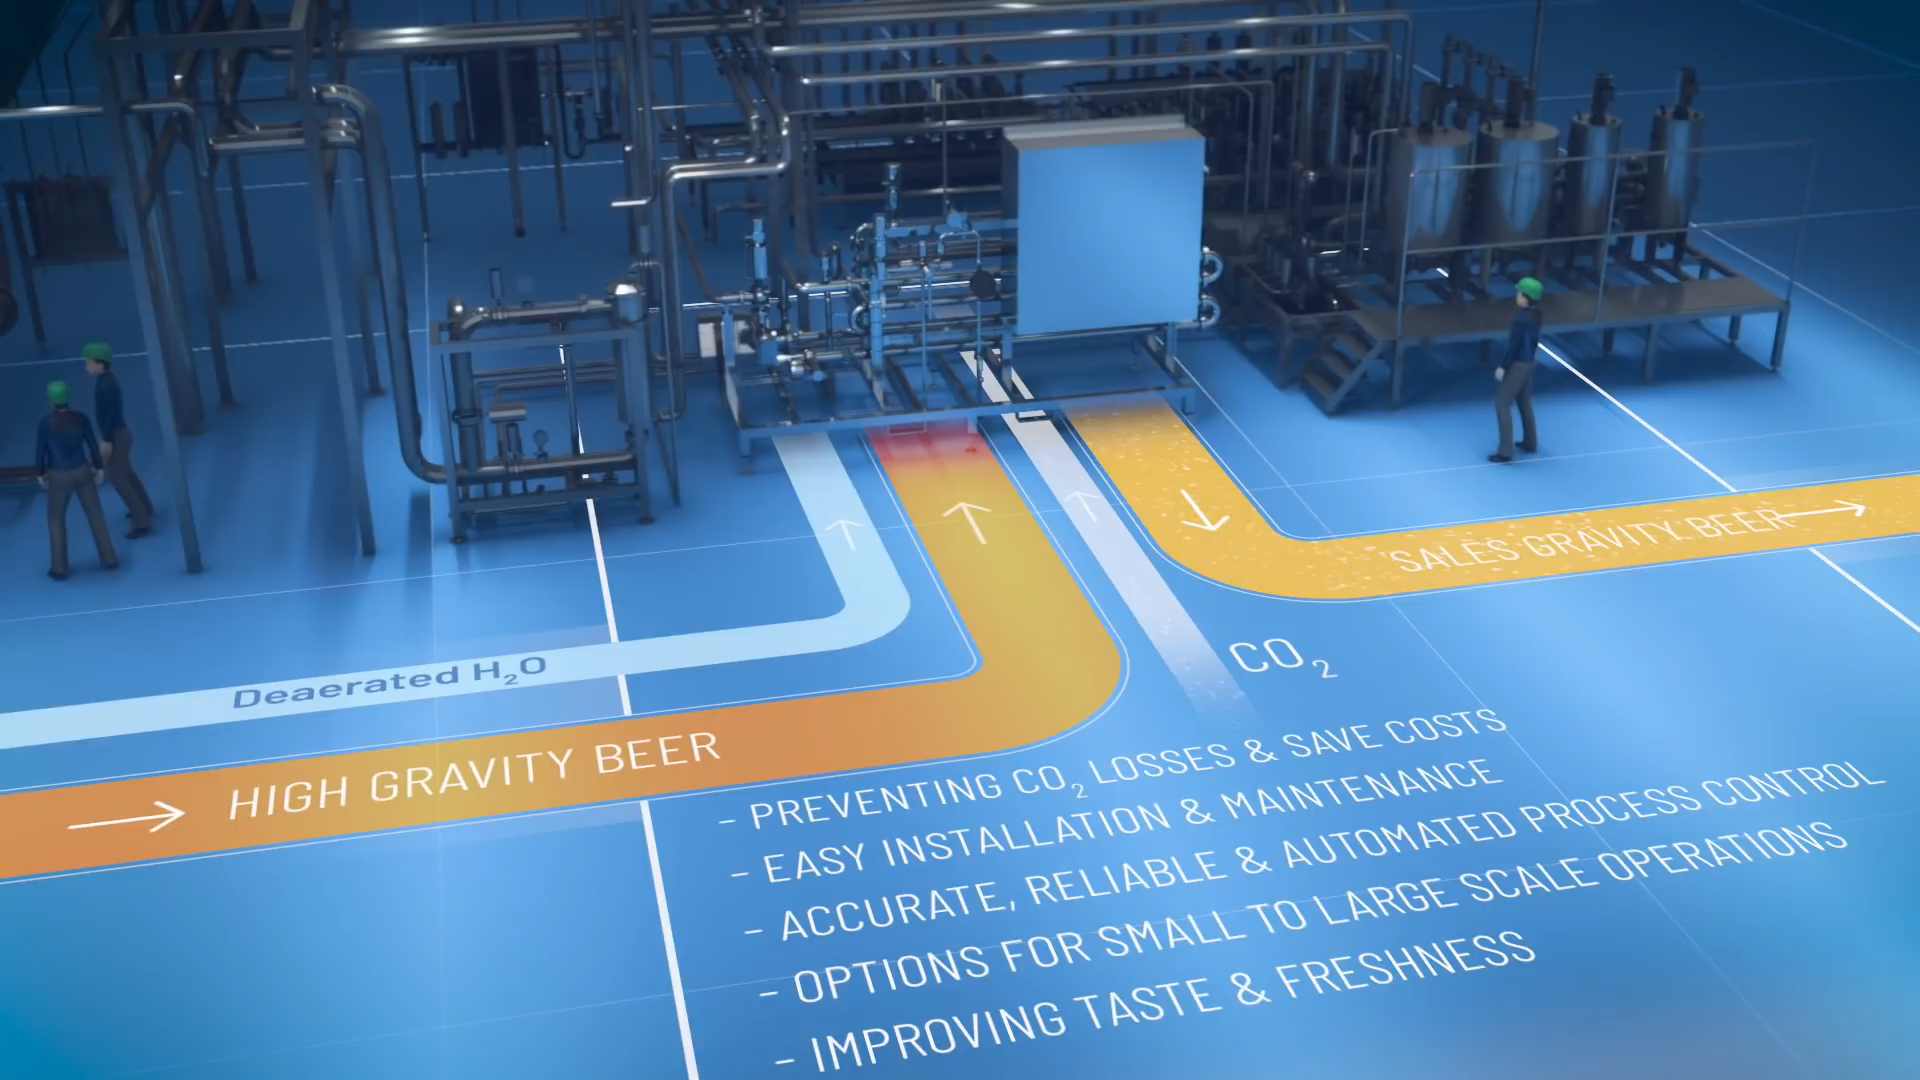 SALES GRAVITY BEER
CO₂
Deaerated H₂O
HIGH GRAVITY BEER
- PREVENTING CO₂ LOSSES & SAVE COSTS
- EASY INSTALLATION & MAINTENANCE
- ACCURATE, RELIABLE & AUTOMATED PROCESS CONTROL
- OPTIONS FOR SMALL TO LARGE SCALE OPERATIONS
- IMPROVING TASTE & FRESHNESS